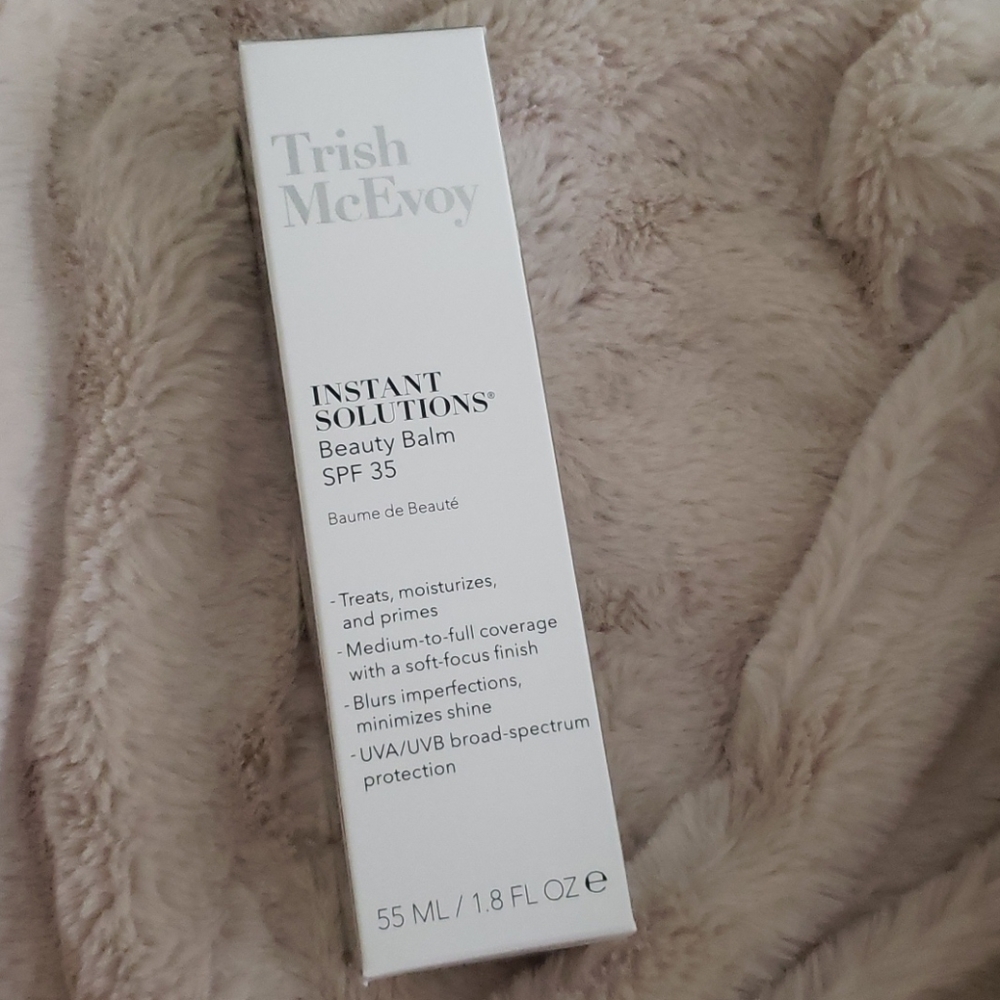 Trish
McEvoy
INSTANT
SOLUTIONS®
Beauty Balm
SPF 35
Baume de Beauté
- Treats, moisturizes,
and primes
- Medium-to-full coverage
with a soft-focus finish
- Blurs imperfections,
minimizes shine
- UVA/UVB broad-spectrum
protection
55 ML / 1.8 FL OZ ℮